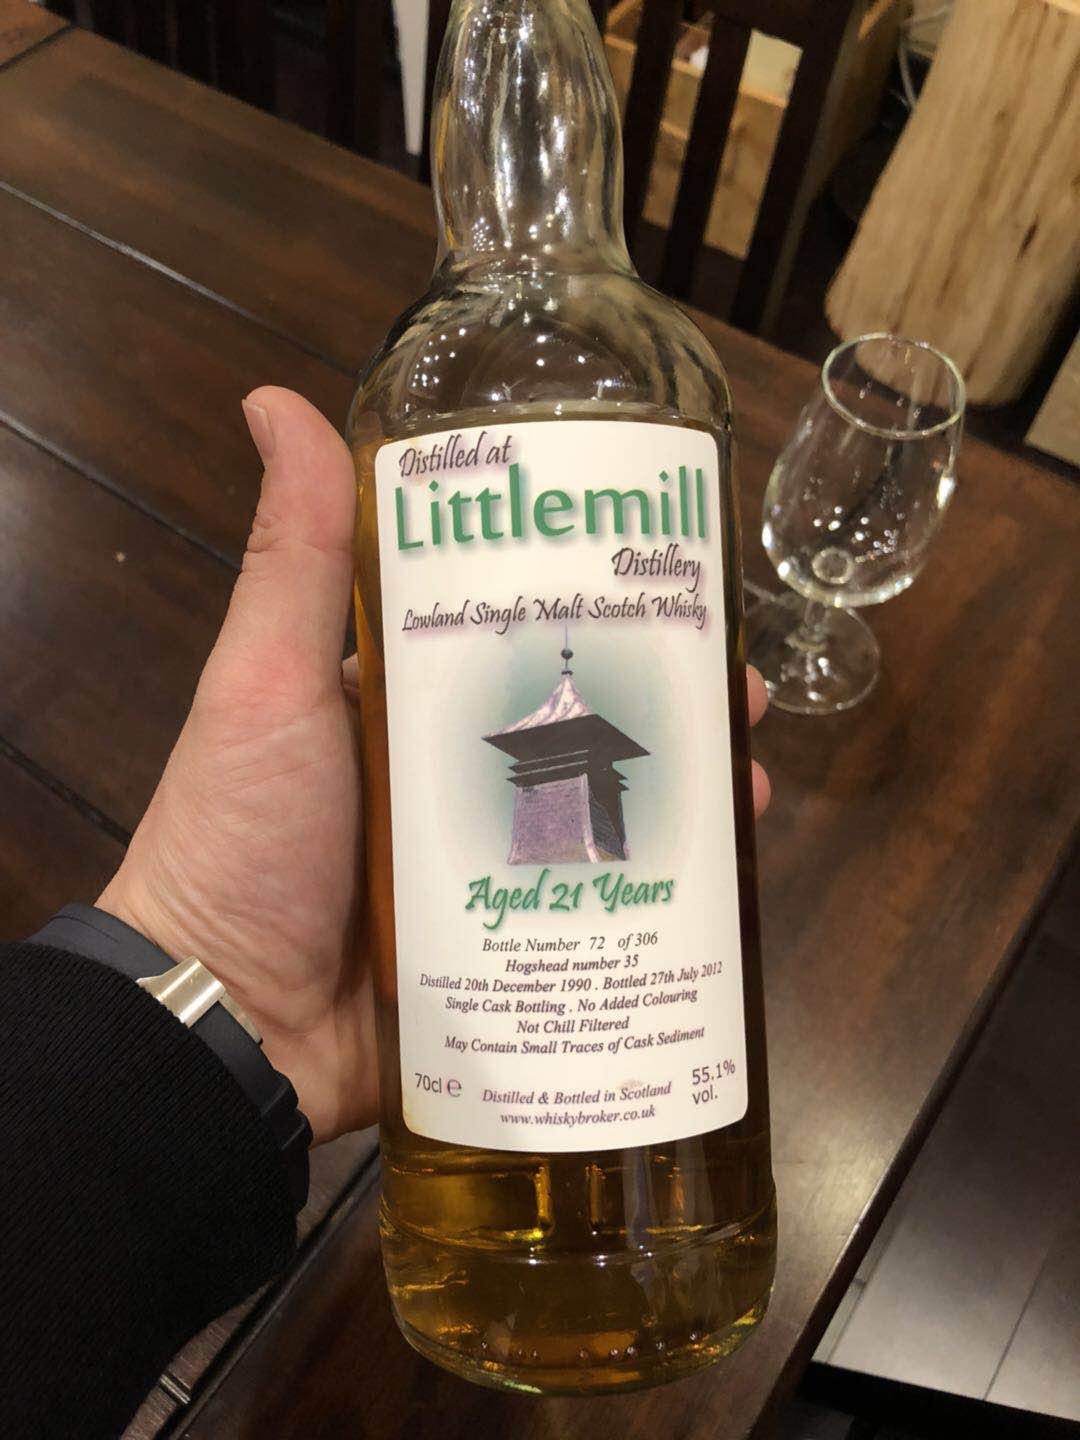 Distilled at
Littlemill
Distillery
Lowland Single Malt Scotch Whisky
Aged 21 Years
Bottle Number 72 of 306
Hogshead number 35
Distilled 20th December 1990 . Bottled 27th July 2012
Single Cask Bottling . No Added Colouring
Not Chill Filtered
May Contain Small Traces of Cask Sediment
70cl e Distilled & Bottled in Scotland 55.1%
www.whiskybroker.co.uk vol.